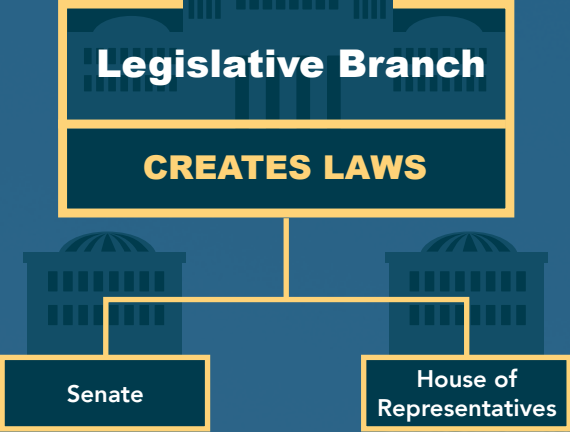 Legislative Branch
CREATES LAWS
Senate
House of
Representatives